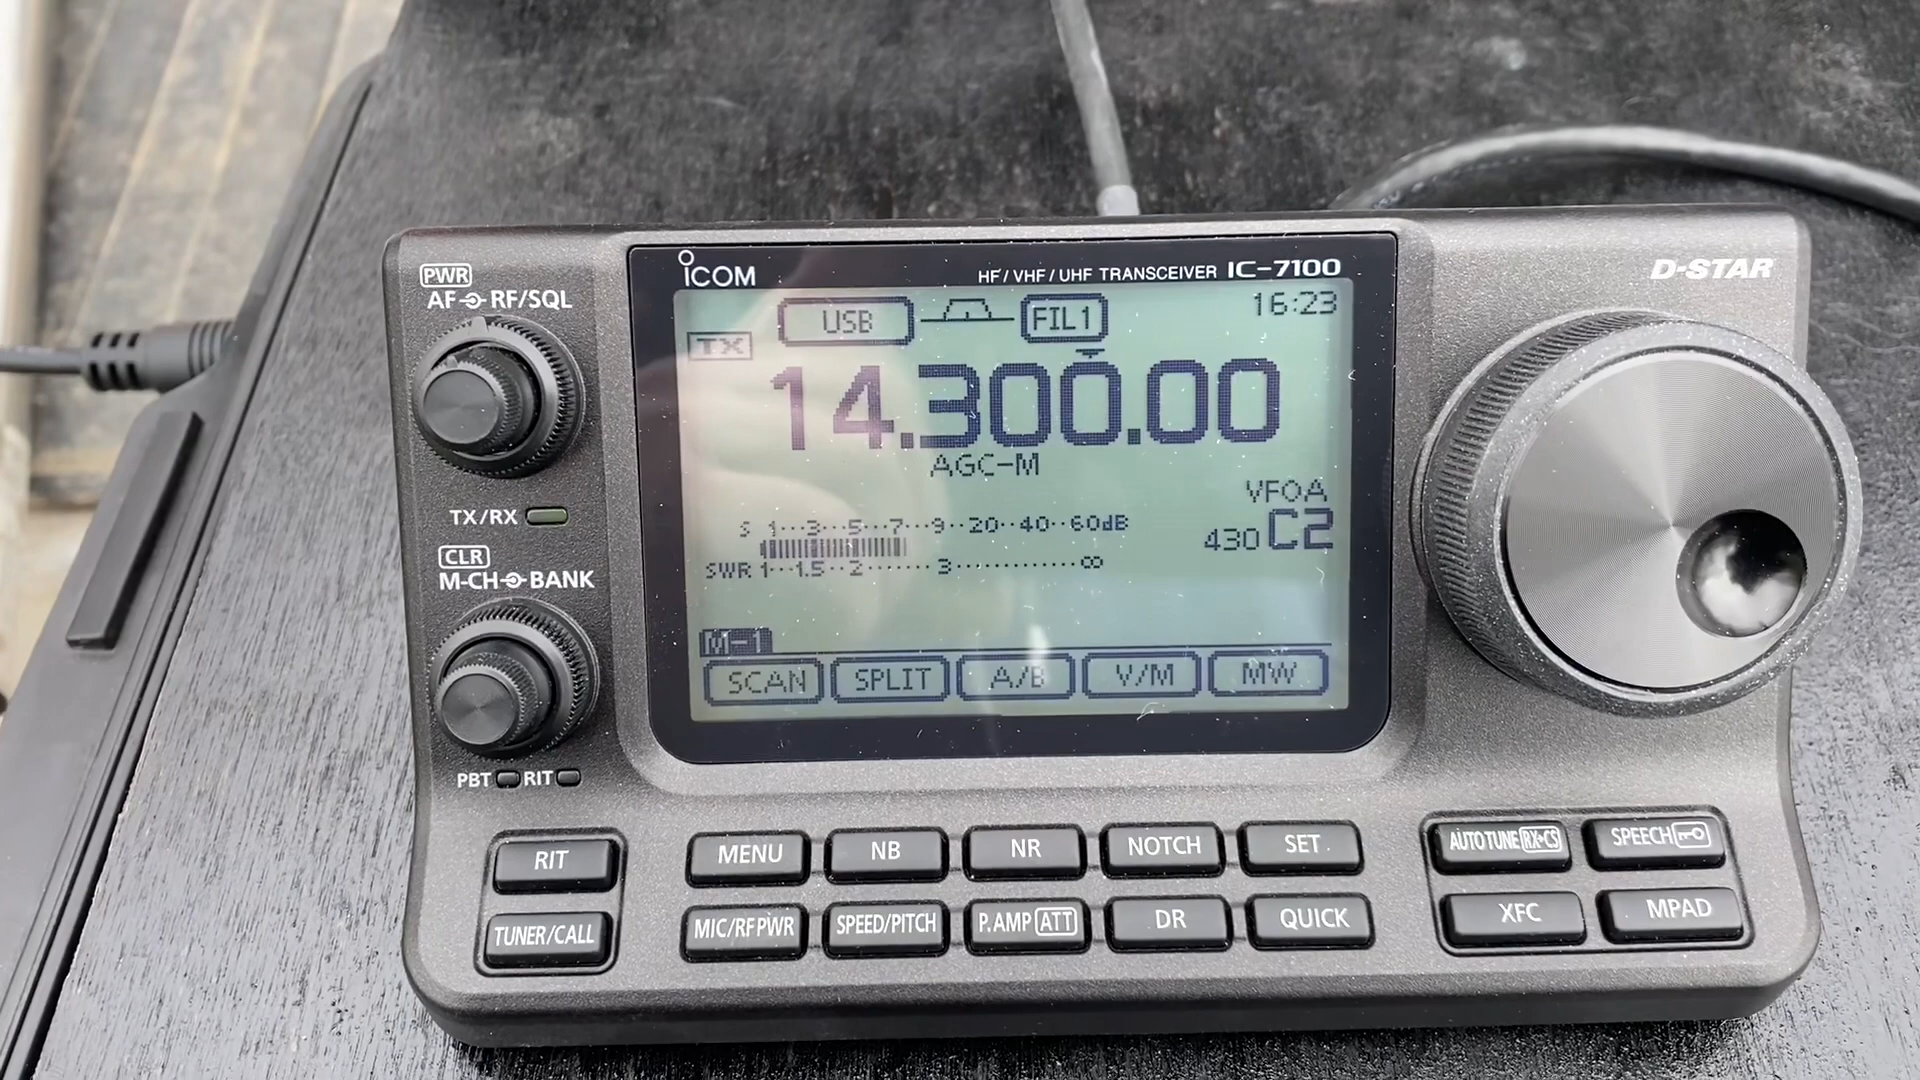 ICOM HF/VHF/UHF TRANSCEIVER IC-7100
D-STAR
PWR
AF RF/SQL
USB FIL1 16:23
TX
14.300.00
AGC-M
VFOA
430 C2
S 1···3···5···7···9··20··40··60dB
SWR 1···1.5··2·······3············∞
TX/RX
CLR
M-CH BANK
M-1
SCAN SPLIT A/B V/M MW
PBT RIT
RIT MENU NB NR NOTCH SET AUTOTUNE RX▸CS SPEECH
TUNER/CALL MIC/RF PWR SPEED/PITCH P.AMP ATT DR QUICK XFC MPAD